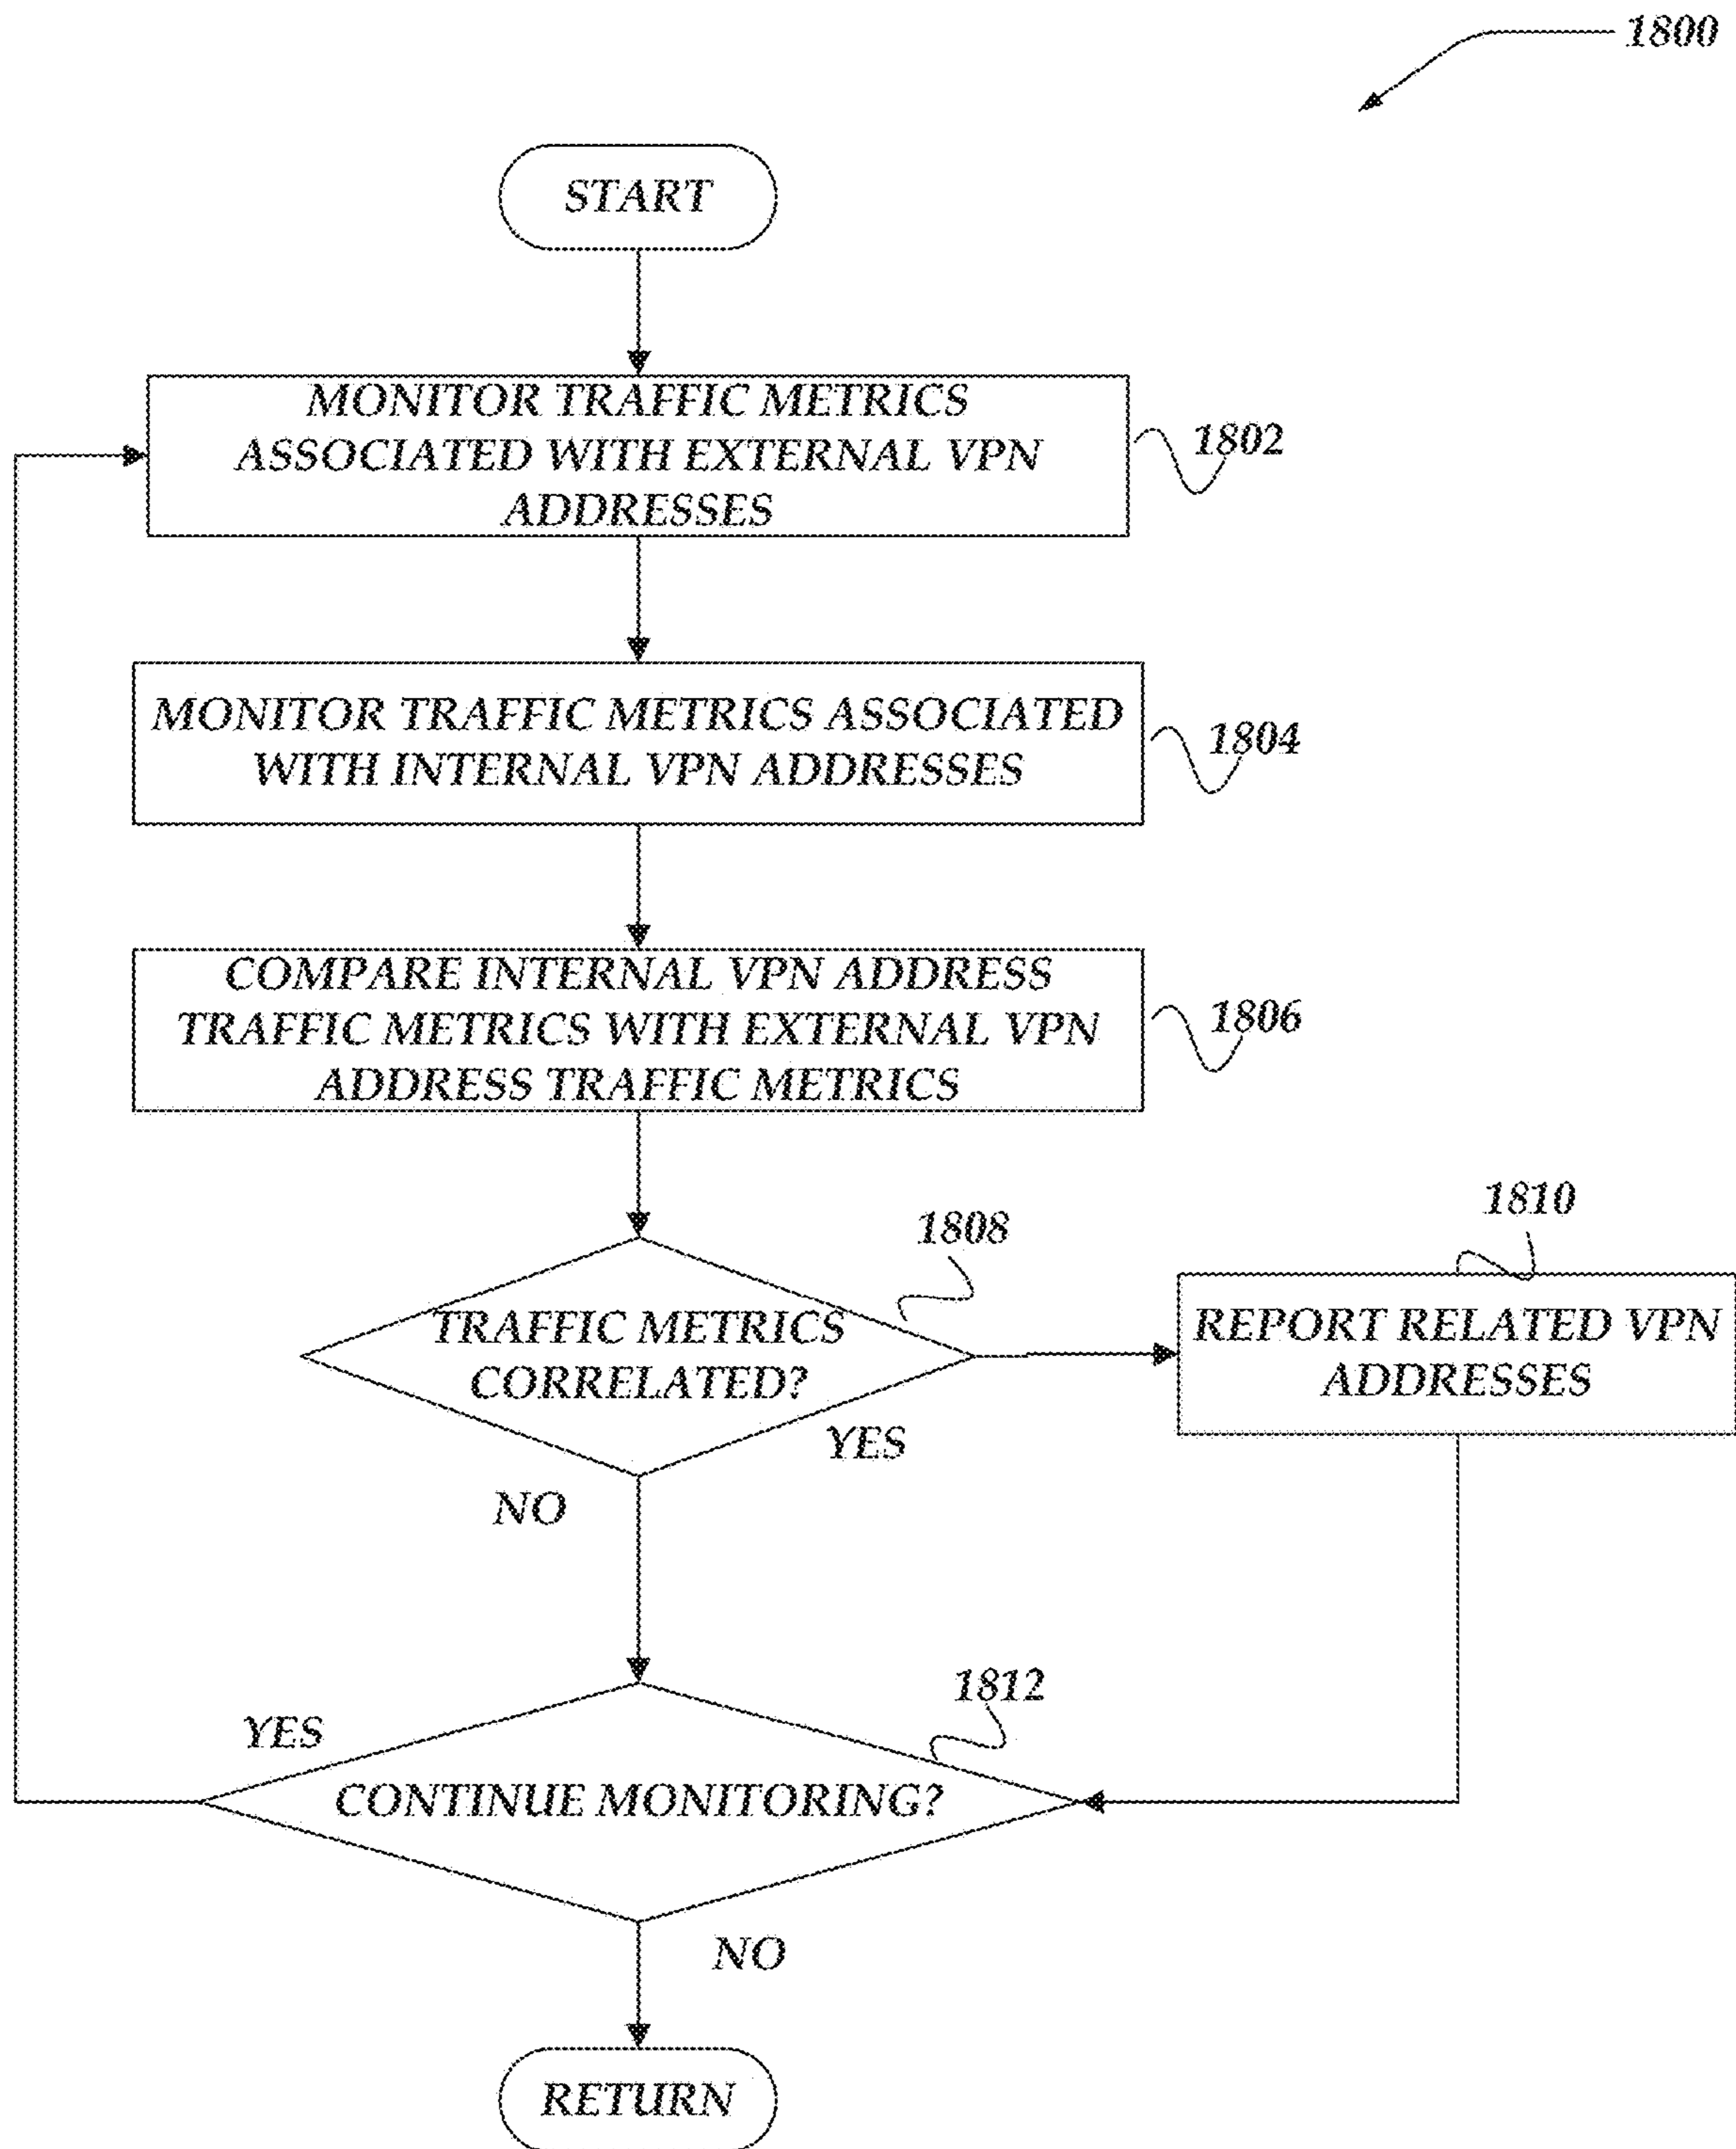 1800
START
MONITOR TRAFFIC METRICS
ASSOCIATED WITH EXTERNAL VPN
ADDRESSES
1802
MONITOR TRAFFIC METRICS ASSOCIATED
WITH INTERNAL VPN ADDRESSES
1804
COMPARE INTERNAL VPN ADDRESS
TRAFFIC METRICS WITH EXTERNAL VPN
ADDRESS TRAFFIC METRICS
1806
1808
TRAFFIC METRICS
CORRELATED?
YES
NO
1810
REPORT RELATED VPN
ADDRESSES
1812
YES
CONTINUE MONITORING?
NO
RETURN